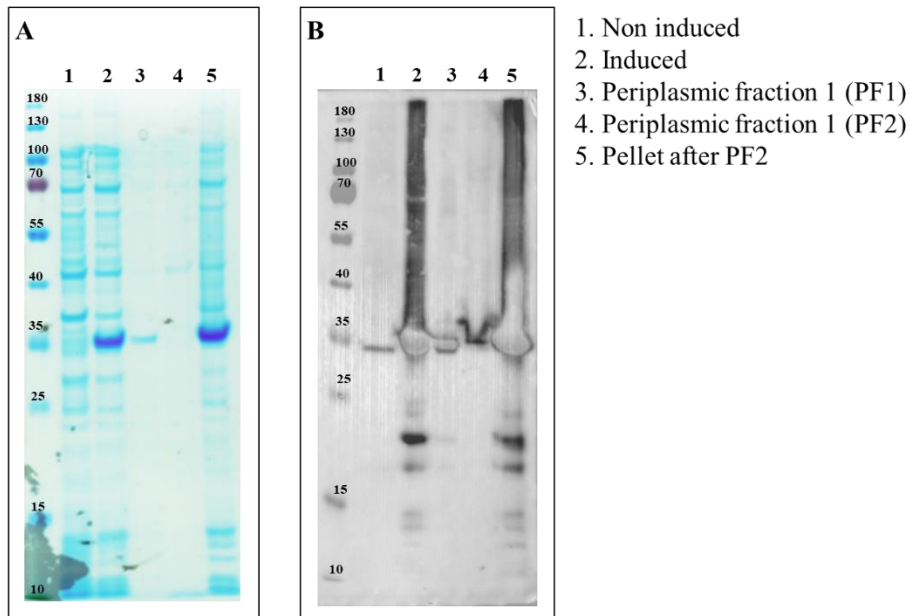 A
1 2 3 4 5
180
130
100
70
55
40
35
25
15
10
B
1 2 3 4 5
180
130
100
70
55
40
35
25
15
10
1. Non induced
2. Induced
3. Periplasmic fraction 1 (PF1)
4. Periplasmic fraction 1 (PF2)
5. Pellet after PF2